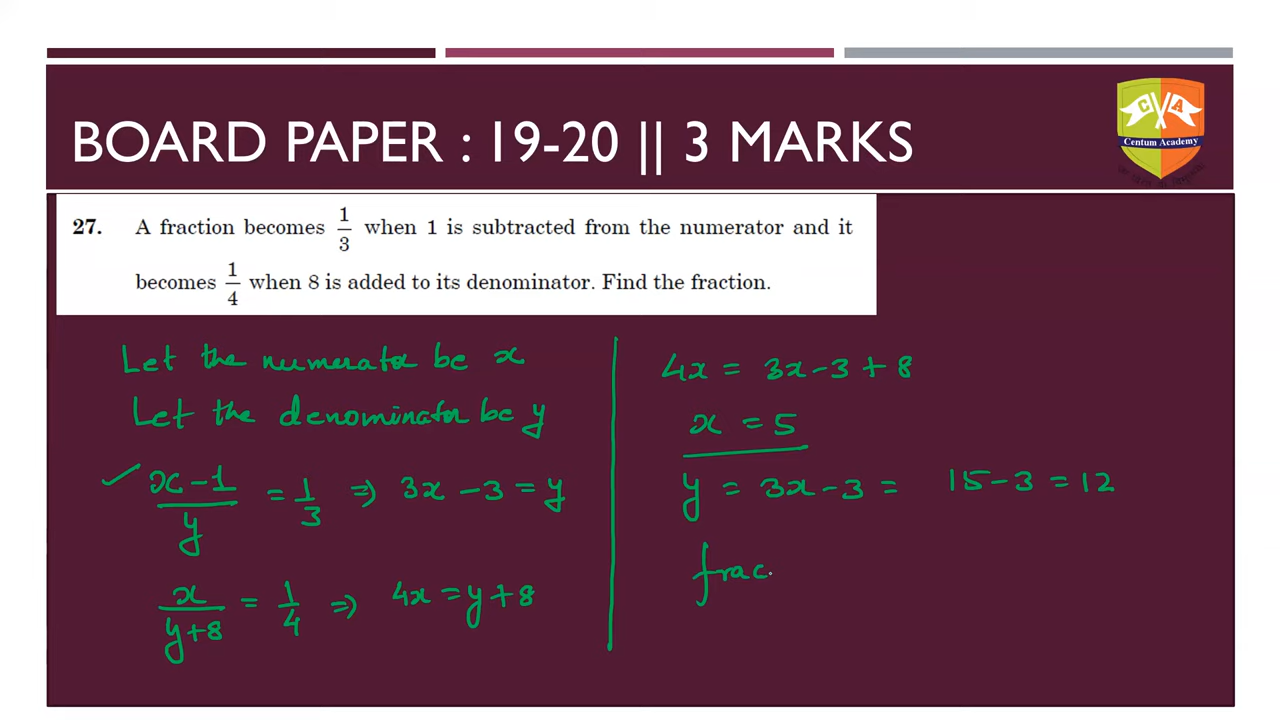 BOARD PAPER : 19-20 || 3 MARKS
C A
Centum Academy
27. A fraction becomes 1/3 when 1 is subtracted from the numerator and it
becomes 1/4 when 8 is added to its denominator. Find the fraction.
Let the numerator be x
Let the denominator be y
✓ (x-1)/y = 1/3 ⇒ 3x - 3 = y
x/(y+8) = 1/4 ⇒ 4x = y + 8
4x = 3x - 3 + 8
x = 5
y = 3x - 3 = 15 - 3 = 12
frac